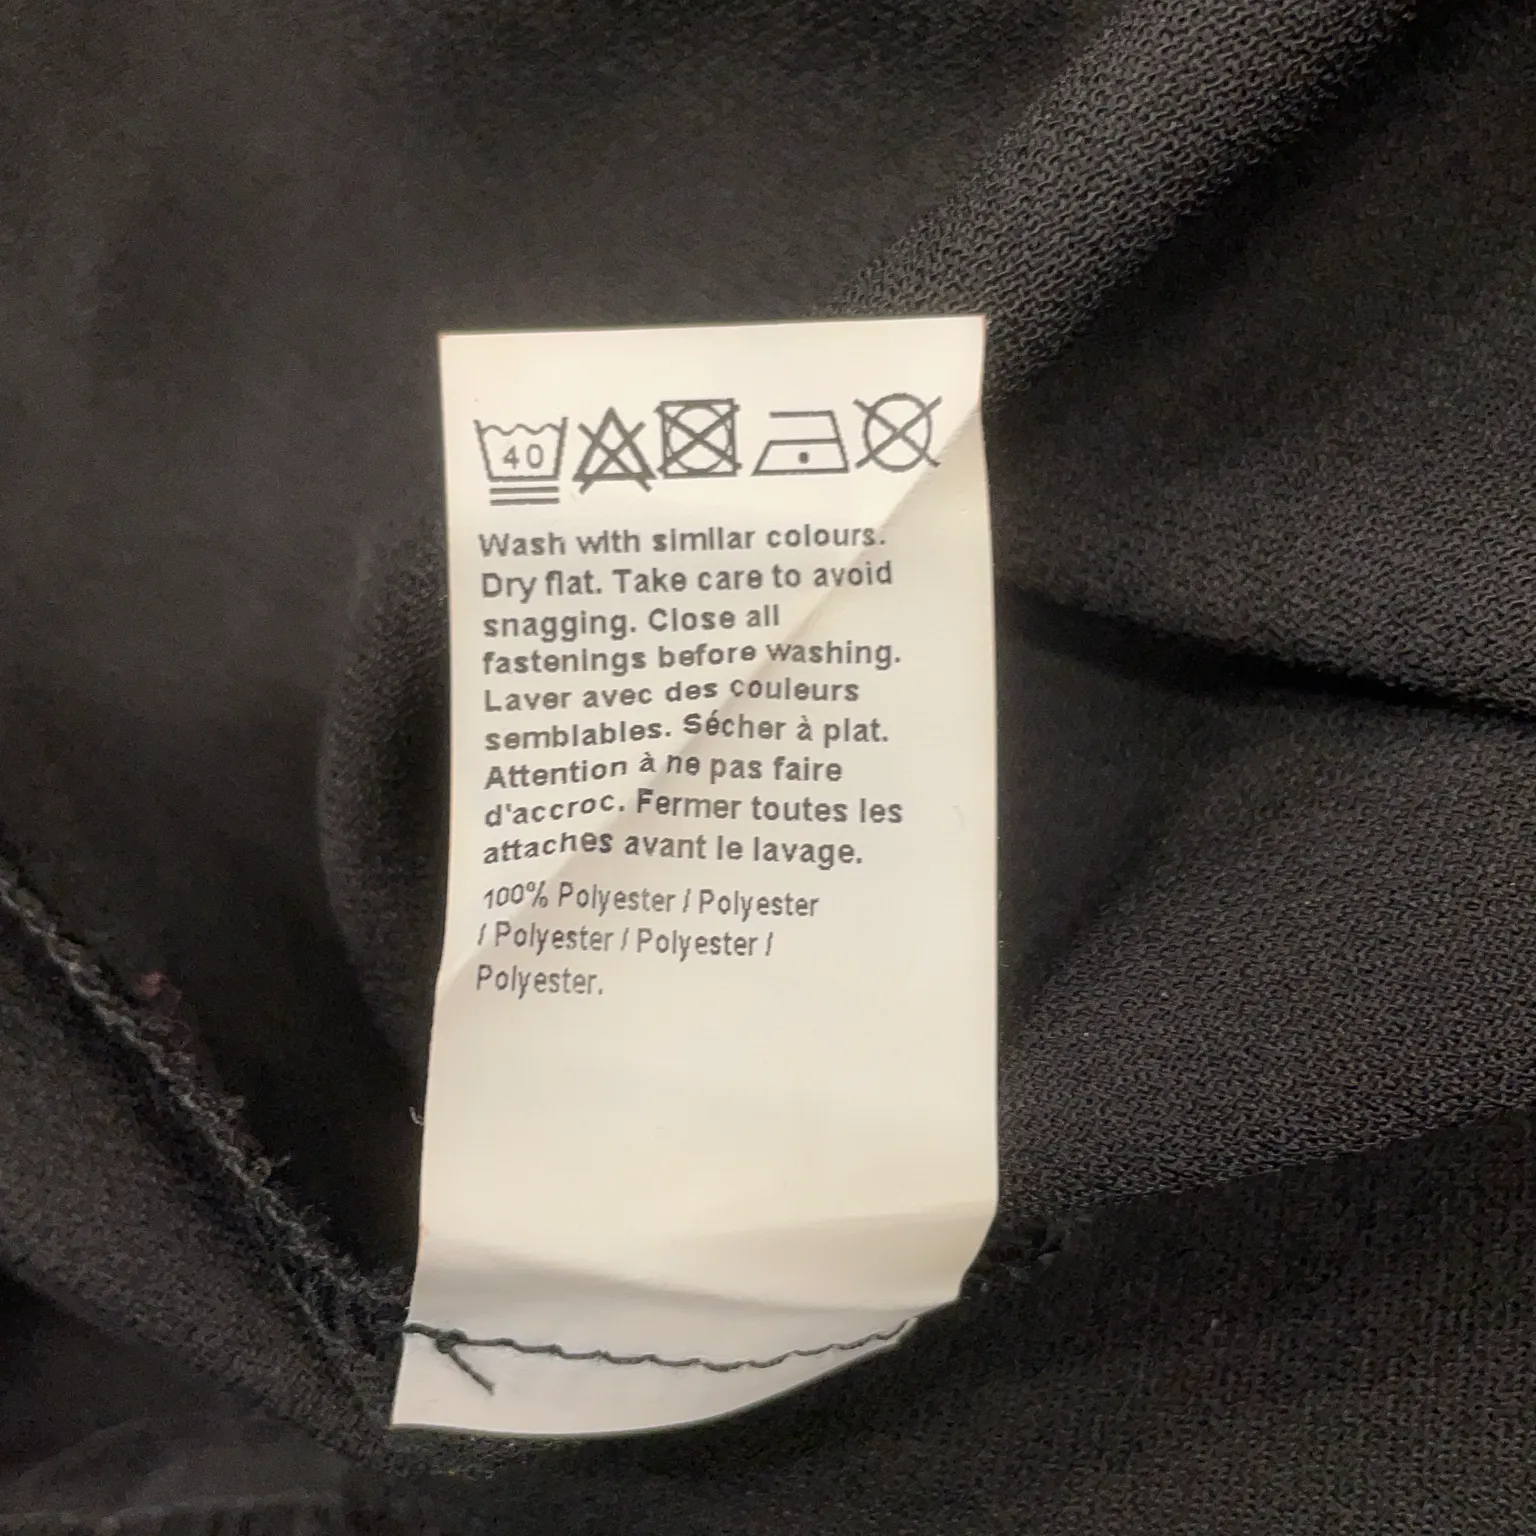 40
Wash with similar colours.
Dry flat. Take care to avoid
snagging. Close all
fastenings before washing.
Laver avec des couleurs
semblables. Sécher à plat.
Attention à ne pas faire
d'accroc. Fermer toutes les
attaches avant le lavage.
100% Polyester / Polyester
/ Polyester / Polyester /
Polyester.